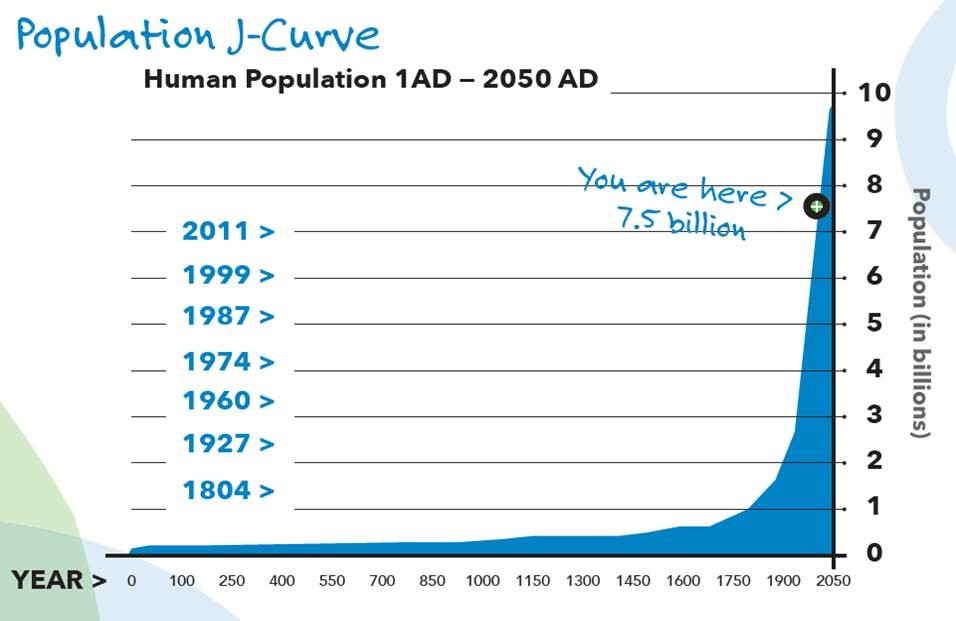 Population J-Curve
Human Population 1AD – 2050 AD
10
9
8
You are here >
7.5 billion
2011 > 7
1999 > 6
1987 > 5
1974 > 4
1960 > 3
1927 > 2
1804 > 1
0
Population (in billions)
YEAR > 0 100 250 400 550 700 850 1000 1150 1300 1450 1600 1750 1900 2050